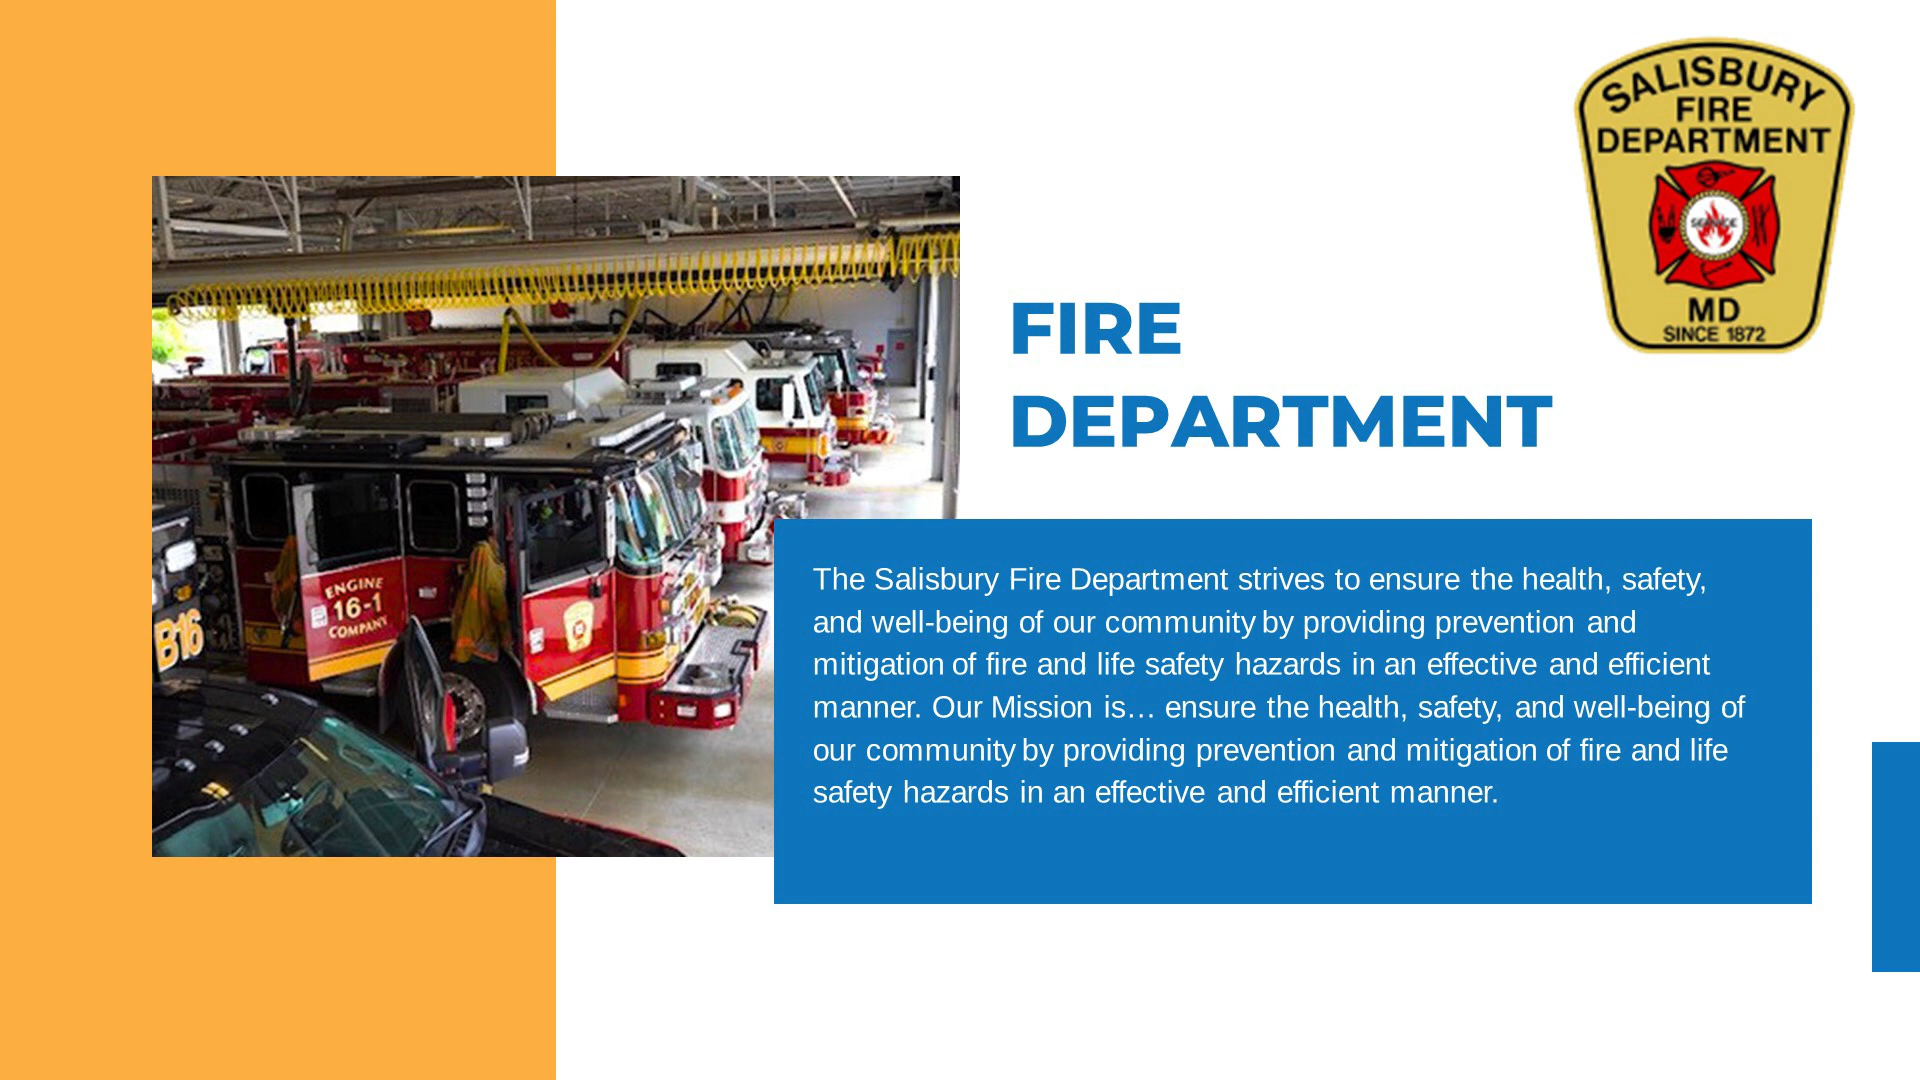 SALISBURY
FIRE
DEPARTMENT
SERVICE
MD
SINCE 1872
FIRE
DEPARTMENT
RESCUE
ENGINE
16-1
COMPANY
B16
The Salisbury Fire Department strives to ensure the health, safety,
and well-being of our community by providing prevention and
mitigation of fire and life safety hazards in an effective and efficient
manner. Our Mission is… ensure the health, safety, and well-being of
our community by providing prevention and mitigation of fire and life
safety hazards in an effective and efficient manner.